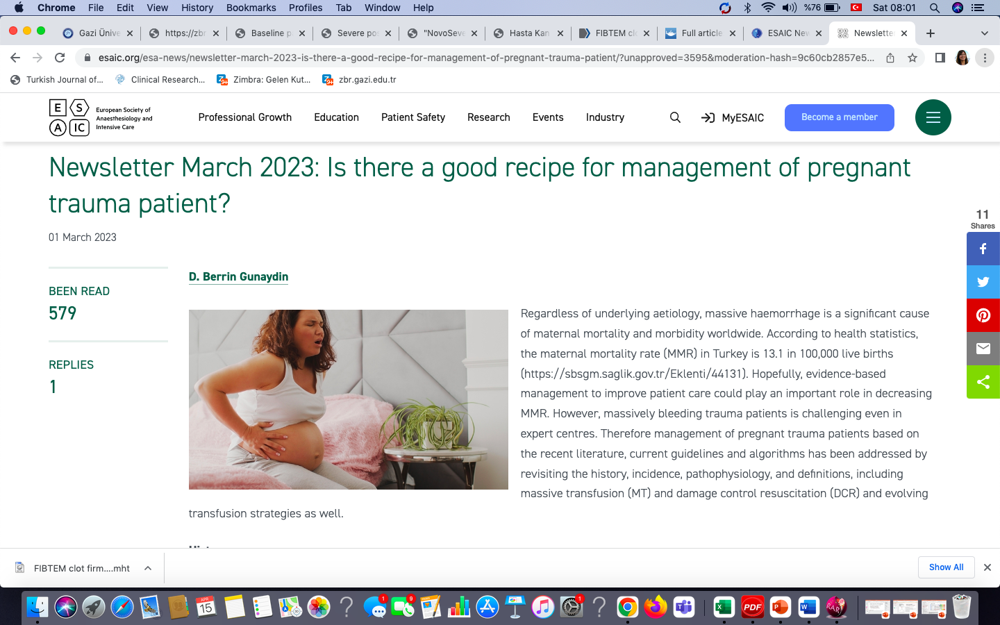 Chrome File Edit View History Bookmarks Profiles Tab Window Help %76 Sat 08:01
Gazi Ünive https://zbr Baseline p Severe po "NovoSeve Hasta Kan FIBTEM clo Full article ESAIC New Newslette
esaic.org/esa-news/newsletter-march-2023-is-there-a-good-recipe-for-management-of-pregnant-trauma-patient/?unapproved=3595&moderation-hash=9c60cb2857e5...
Turkish Journal of... Clinical Research... Zimbra: Gelen Kut... zbr.gazi.edu.tr
E S A IC
European Society of
Anaesthesiology and
Intensive Care
Professional Growth Education Patient Safety Research Events Industry MyESAIC Become a member
Newsletter March 2023: Is there a good recipe for management of pregnant
trauma patient?
01 March 2023
11
Shares
BEEN READ
579
REPLIES
1
D. Berrin Gunaydin
Regardless of underlying aetiology, massive haemorrhage is a significant cause
of maternal mortality and morbidity worldwide. According to health statistics,
the maternal mortality rate (MMR) in Turkey is 13.1 in 100,000 live births
(https://sbsgm.saglik.gov.tr/Eklenti/44131). Hopefully, evidence-based
management to improve patient care could play an important role in decreasing
MMR. However, massively bleeding trauma patients is challenging even in
expert centres. Therefore management of pregnant trauma patients based on
the recent literature, current guidelines and algorithms has been addressed by
revisiting the history, incidence, pathophysiology, and definitions, including
massive transfusion (MT) and damage control resuscitation (DCR) and evolving
transfusion strategies as well.
FIBTEM clot firm....mht Show All
APR
15
1 9 1
PDF
RAR